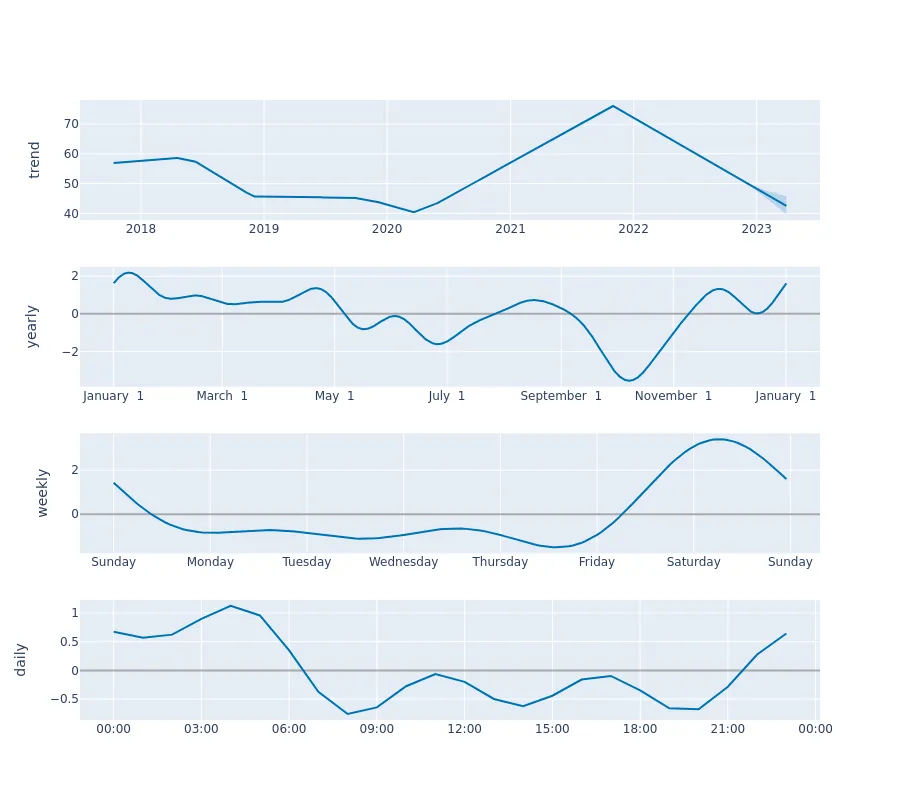 trend
70
60
50
40
2018 2019 2020 2021 2022 2023
yearly
2
0
−2
January 1 March 1 May 1 July 1 September 1 November 1 January 1
weekly
2
0
Sunday Monday Tuesday Wednesday Thursday Friday Saturday Sunday
daily
1
0.5
0
−0.5
00:00 03:00 06:00 09:00 12:00 15:00 18:00 21:00 00:00